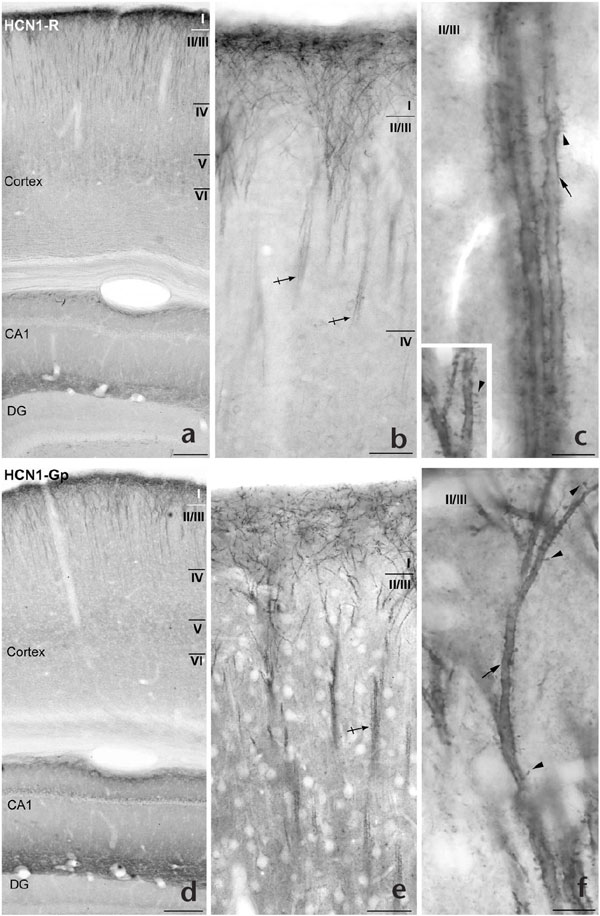 HCN1-R
I
II/III
IV
V
Cortex
VI
CA1
DG
a
I
II/III
IV
b
II/III
c
HCN1-Gp
I
II/III
IV
V
Cortex
VI
CA1
DG
d
I
II/III
e
II/III
f